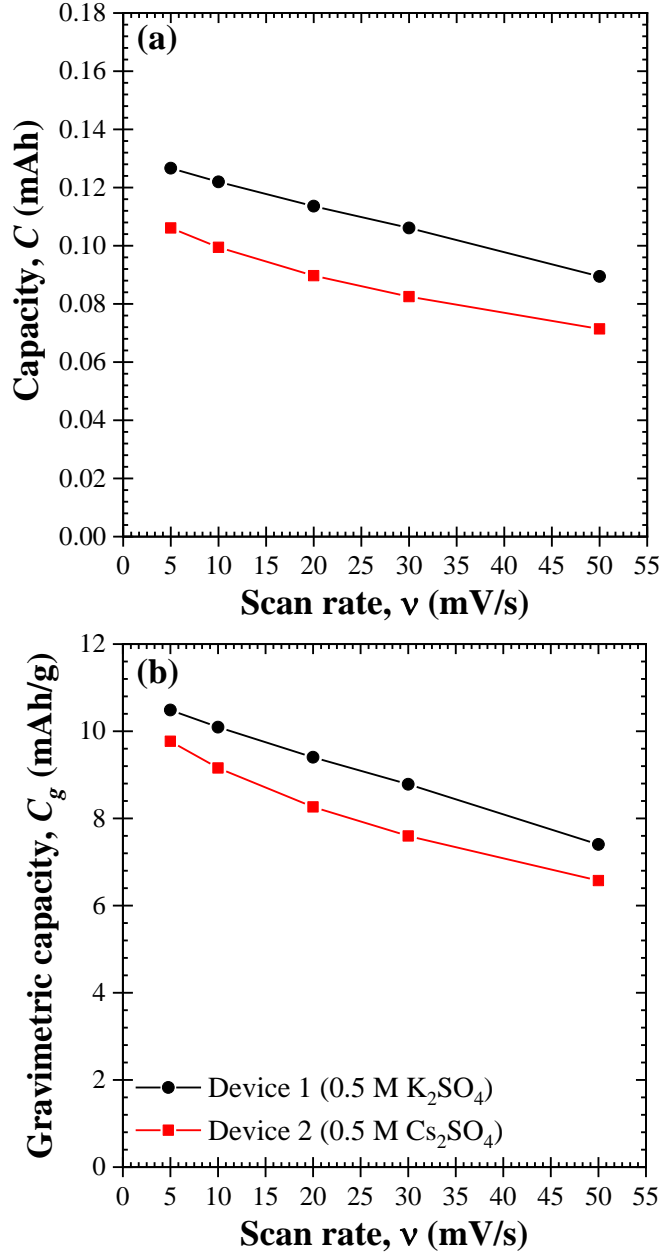 (a)
Capacity, C (mAh)
0.18
0.16
0.14
0.12
0.10
0.08
0.06
0.04
0.02
0.00
0 5 10 15 20 25 30 35 40 45 50 55
Scan rate, ν (mV/s)
(b)
Gravimetric capacity, C_g (mAh/g)
12
10
8
6
4
2
0
Device 1 (0.5 M K₂SO₄)
Device 2 (0.5 M Cs₂SO₄)
0 5 10 15 20 25 30 35 40 45 50 55
Scan rate, ν (mV/s)